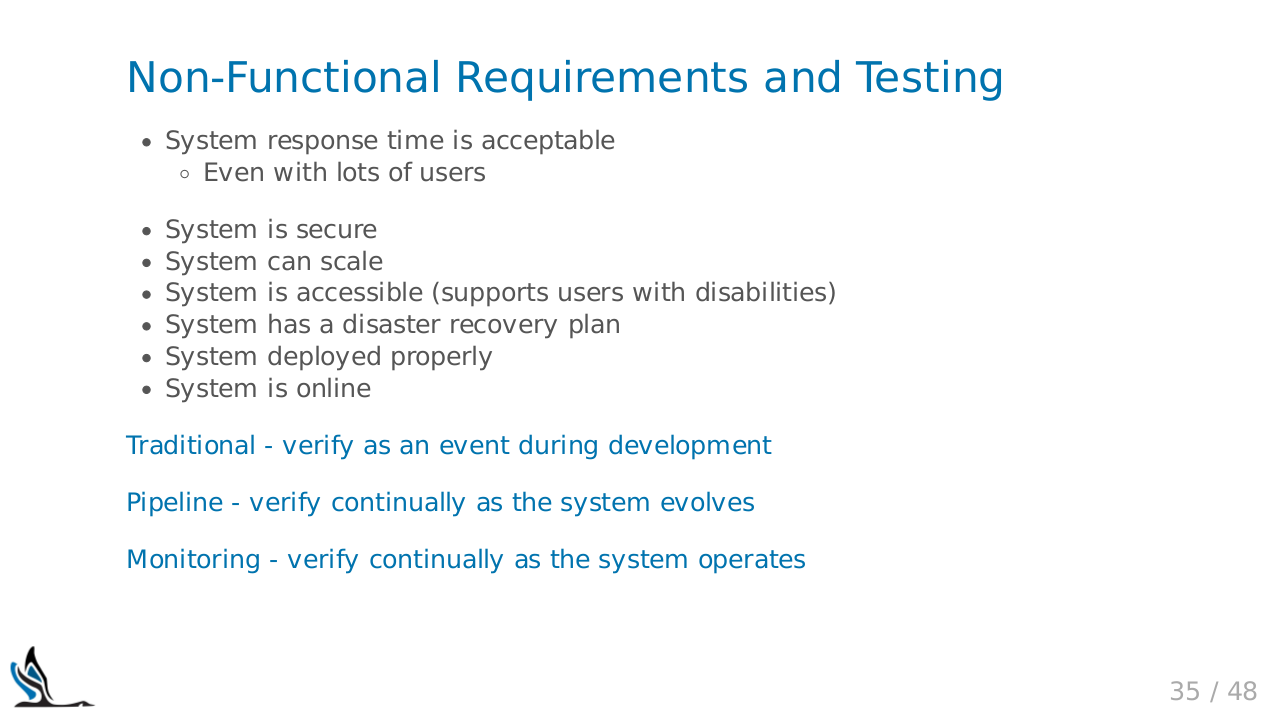 Non-Functional Requirements and Testing
• System response time is acceptable
◦ Even with lots of users
• System is secure
• System can scale
• System is accessible (supports users with disabilities)
• System has a disaster recovery plan
• System deployed properly
• System is online
Traditional - verify as an event during development
Pipeline - verify continually as the system evolves
Monitoring - verify continually as the system operates
35 / 48